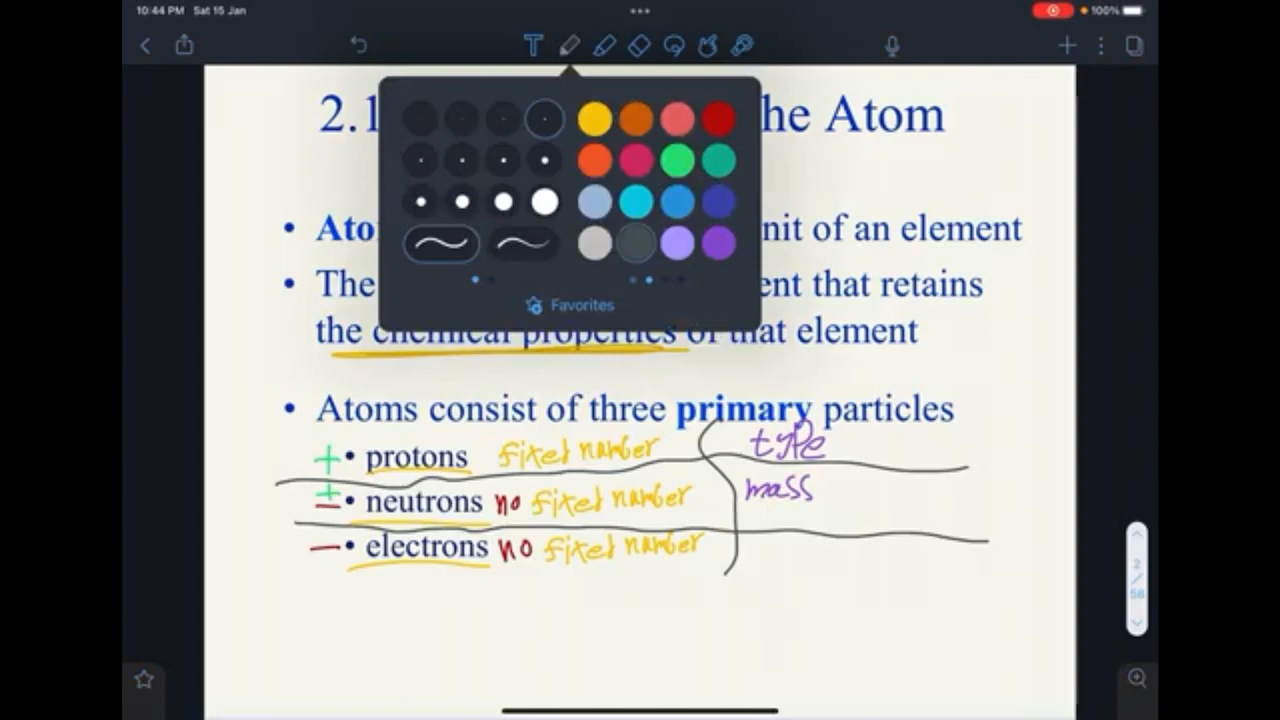 10:44 PM Sat 15 Jan
100%
2.1 he Atom
• Ato nit of an element
• The ent that retains
the chemical properties of that element
Favorites
• Atoms consist of three primary particles
+ • protons fixed number type
± • neutrons no fixed number mass
– • electrons no fixed number
2
/
58